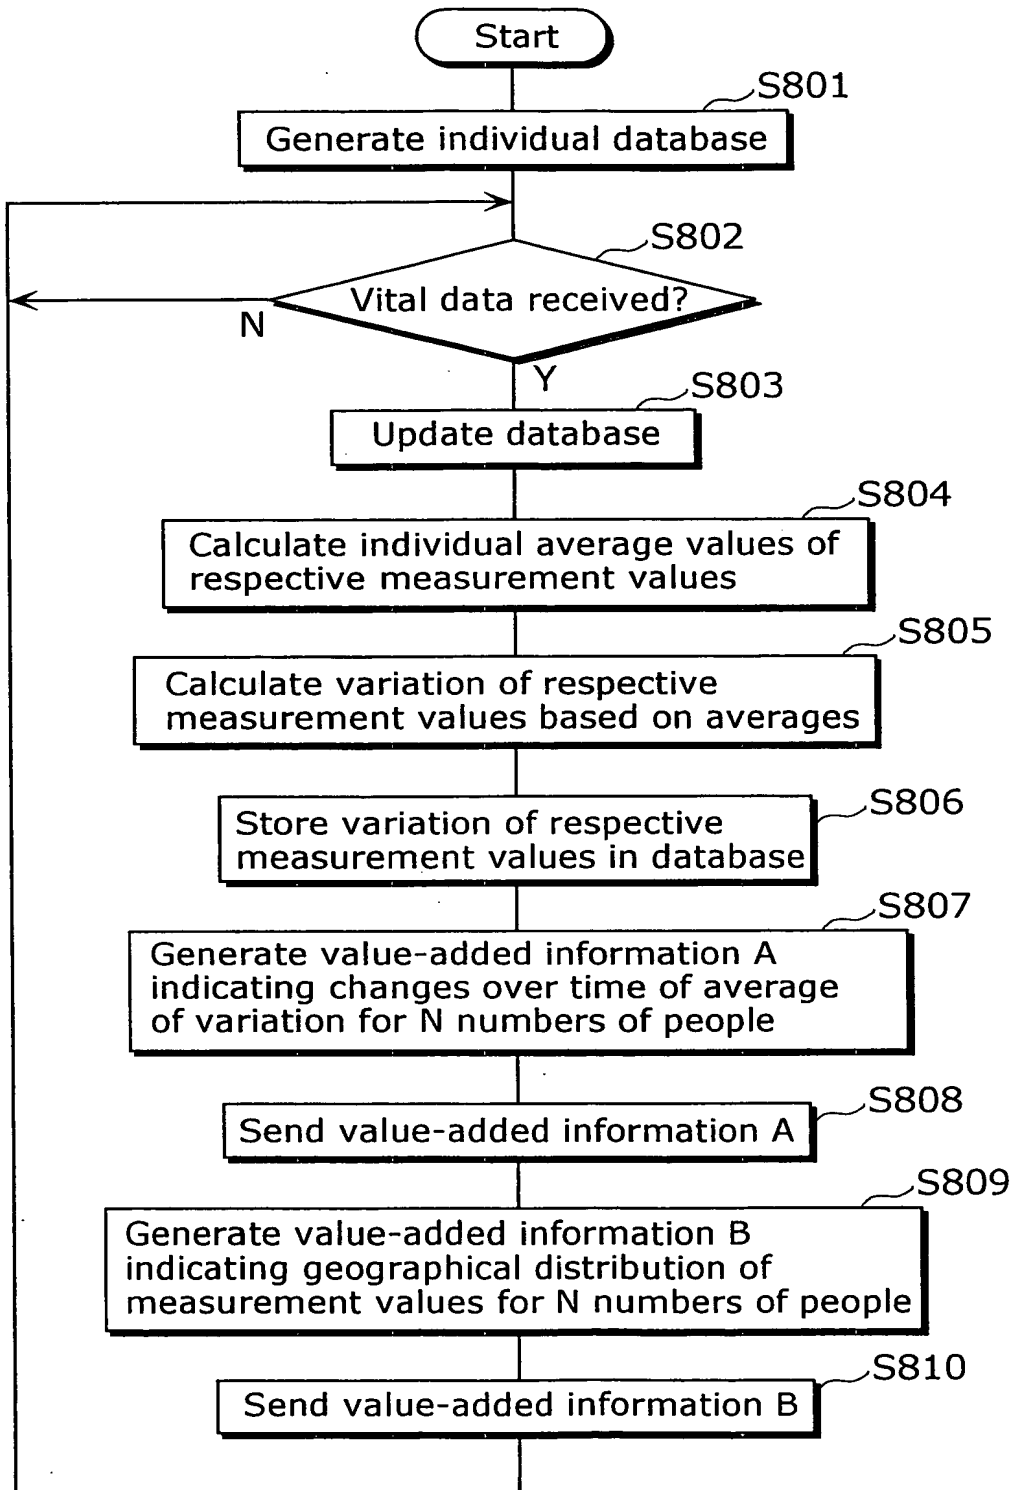 Start
S801
Generate individual database
S802
Vital data received?
N
Y
S803
Update database
S804
Calculate individual average values of
respective measurement values
S805
Calculate variation of respective
measurement values based on averages
S806
Store variation of respective
measurement values in database
S807
Generate value-added information A
indicating changes over time of average
of variation for N numbers of people
S808
Send value-added information A
S809
Generate value-added information B
indicating geographical distribution of
measurement values for N numbers of people
S810
Send value-added information B